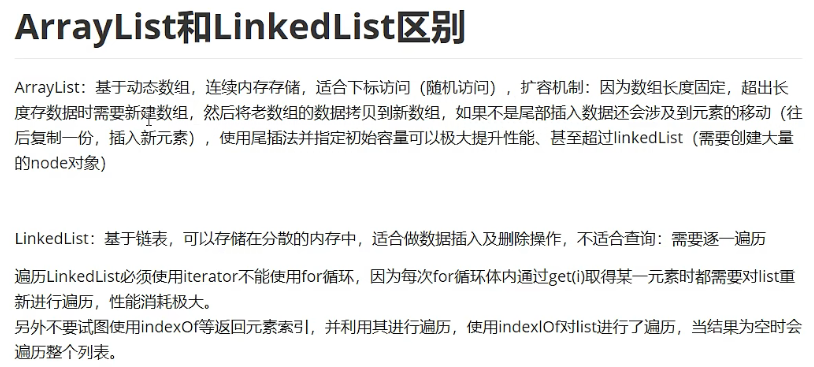 ArrayList和LinkedList区别
ArrayList：基于动态数组，连续内存存储，适合下标访问（随机访问），扩容机制：因为数组长度固定，超出长
度存数据时需要新建数组，然后将老数组的数据拷贝到新数组，如果不是尾部插入数据还会涉及到元素的移动（往
后复制一份，插入新元素），使用尾插法并指定初始容量可以极大提升性能、甚至超过linkedList（需要创建大量
的node对象）
LinkedList：基于链表，可以存储在分散的内存中，适合做数据插入及删除操作，不适合查询：需要逐一遍历
遍历LinkedList必须使用iterator不能使用for循环，因为每次for循环体内通过get(i)取得某一元素时都需要对list重
新进行遍历，性能消耗极大。
另外不要试图使用indexOf等返回元素索引，并利用其进行遍历，使用indexlOf对list进行了遍历，当结果为空时会
遍历整个列表。